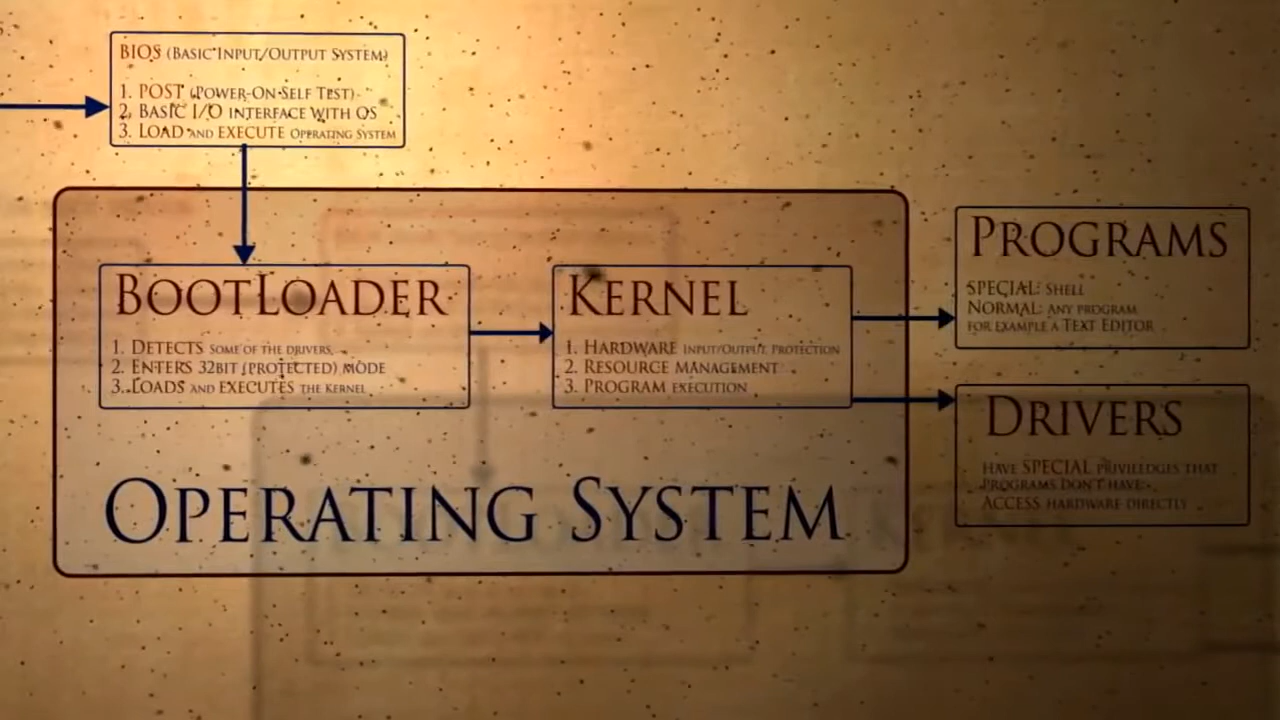 BIOS (Basic Input/Output System)
1. POST (Power-On-Self Test)
2. Basic I/O interface with OS
3. Load and execute Operating System
BootLoader
1. Detects some of the drivers,
2. Enters 32bit (protected) mode
3. Loads and executes the Kernel
Kernel
1. Hardware Input/Output Protection
2. Resource Management
3. Program execution
Programs
Special: Shell
Normal: any program
for example a Text Editor
Drivers
have special priviledges that
programs don't have:
Access hardware directly
Operating System